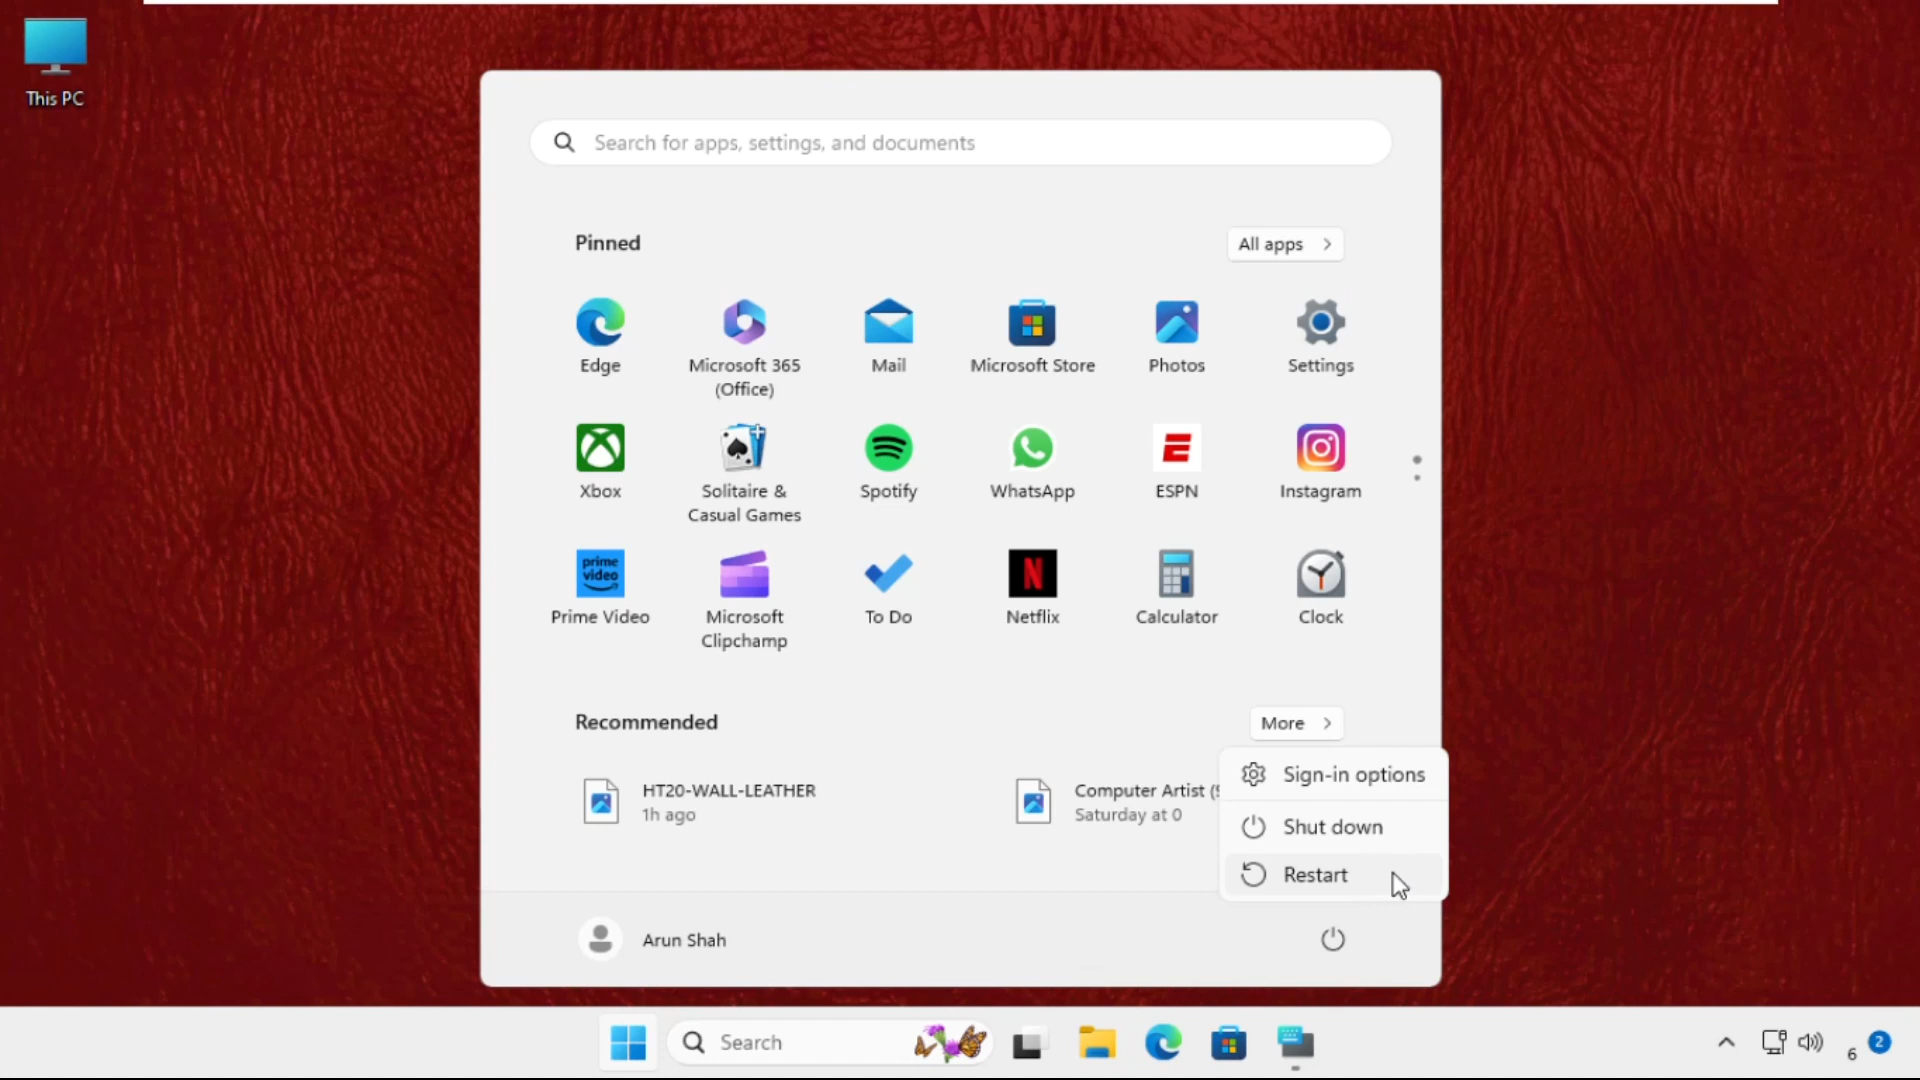 This PC
Search for apps, settings, and documents
Pinned
All apps
Edge
Microsoft 365
(Office)
Mail
Microsoft Store
Photos
Settings
Xbox
Solitaire &
Casual Games
Spotify
WhatsApp
ESPN
Instagram
prime
video
Prime Video
Microsoft
Clipchamp
To Do
Netflix
Calculator
Clock
Recommended
More
HT20-WALL-LEATHER
1h ago
Computer Artist (
Saturday at 0
Sign-in options
Shut down
Restart
Arun Shah
Search
6
2